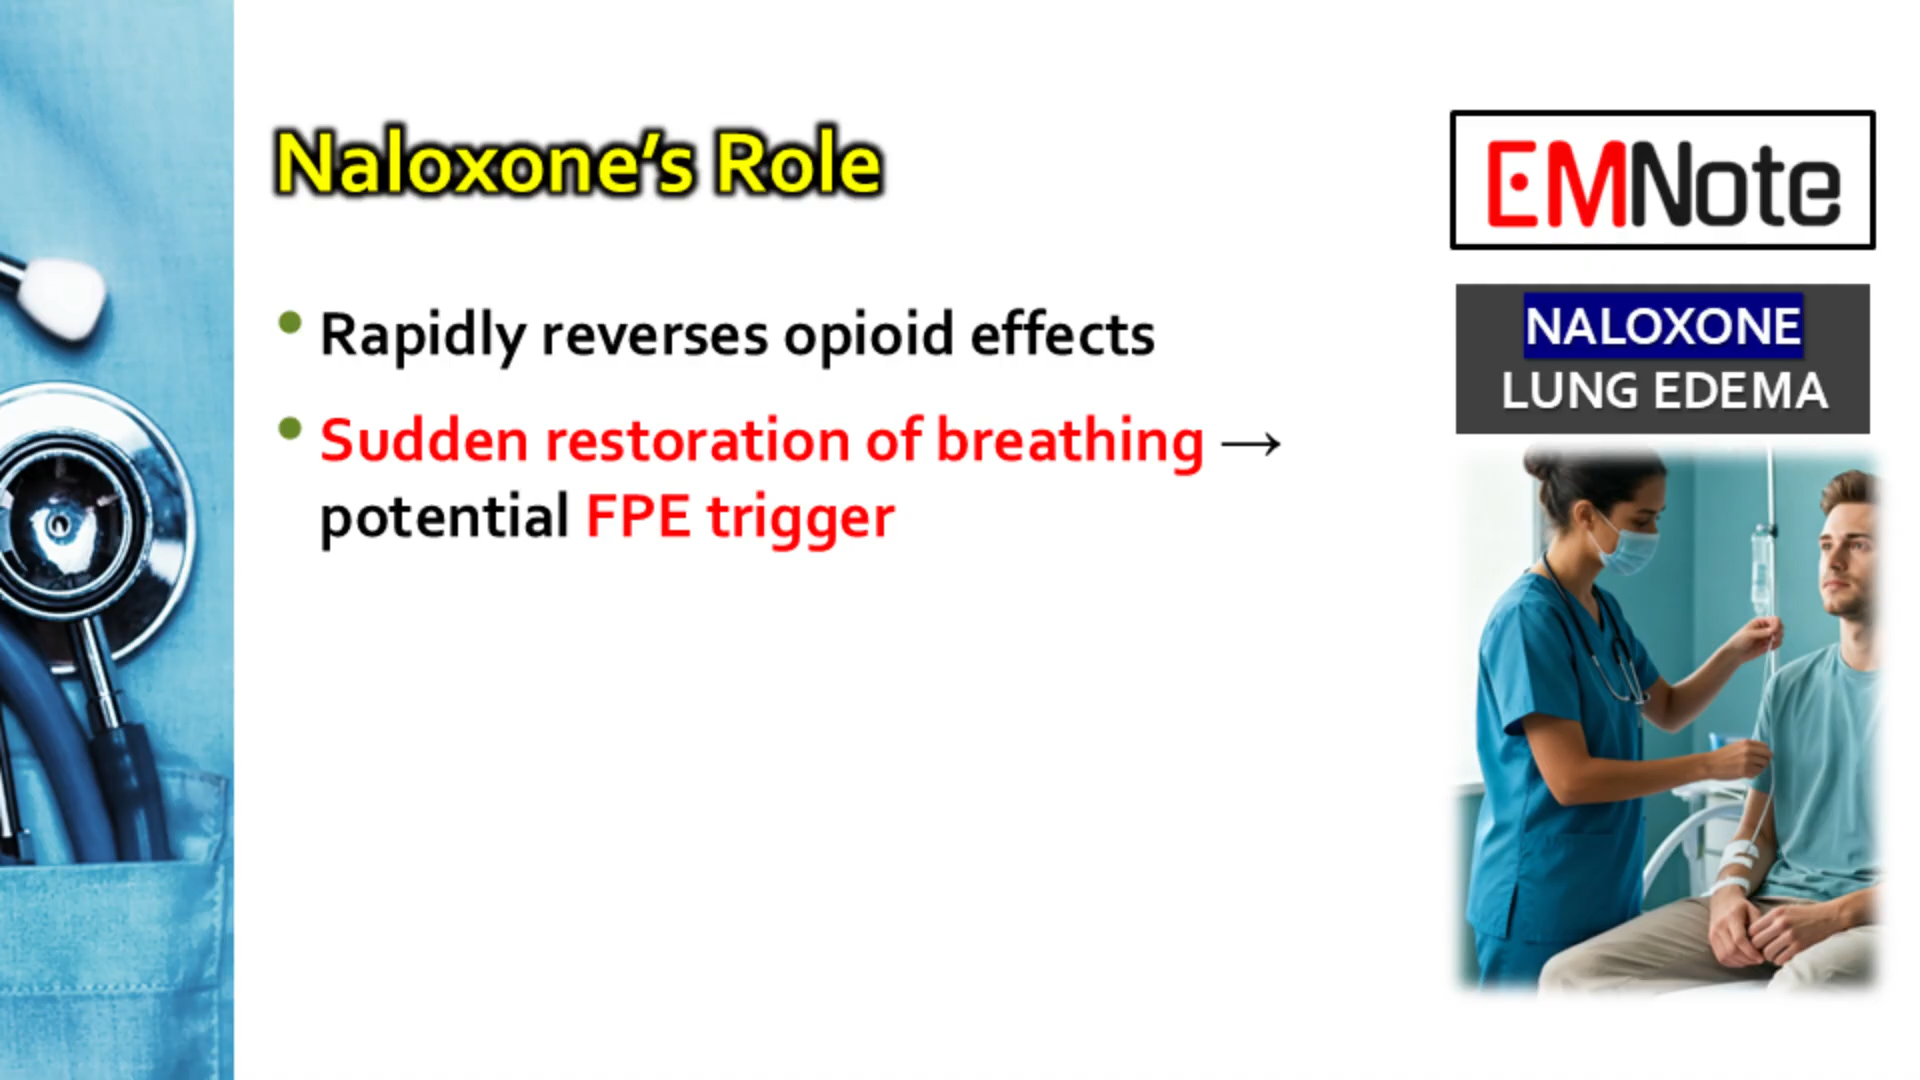 Naloxone’s Role
• Rapidly reverses opioid effects
• Sudden restoration of breathing →
potential FPE trigger
EMNote
NALOXONE
LUNG EDEMA